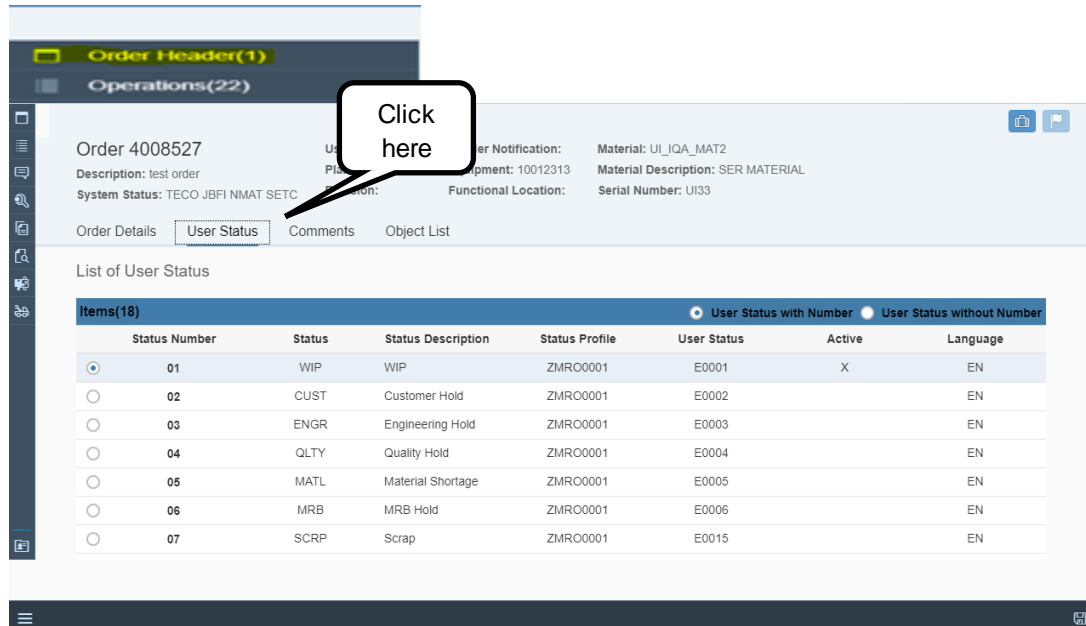 Order Header(1)
Operations(22)
Click
here
Order 4008527
Notification: Material: UI_IQA_MAT2
Description: test order
10012313 Material Description: SER MATERIAL
System Status: TECO JBFI NMAT SETC
Functional Location: Serial Number: UI33
Order Details User Status Comments Object List
List of User Status
Items(18) User Status with Number User Status without Number
Status Number Status Status Description Status Profile User Status Active Language
01 WIP WIP ZMRO0001 E0001 X EN
02 CUST Customer Hold ZMRO0001 E0002 EN
03 ENGR Engineering Hold ZMRO0001 E0003 EN
04 QLTY Quality Hold ZMRO0001 E0004 EN
05 MATL Material Shortage ZMRO0001 E0005 EN
06 MRB MRB Hold ZMRO0001 E0006 EN
07 SCRP Scrap ZMRO0001 E0015 EN